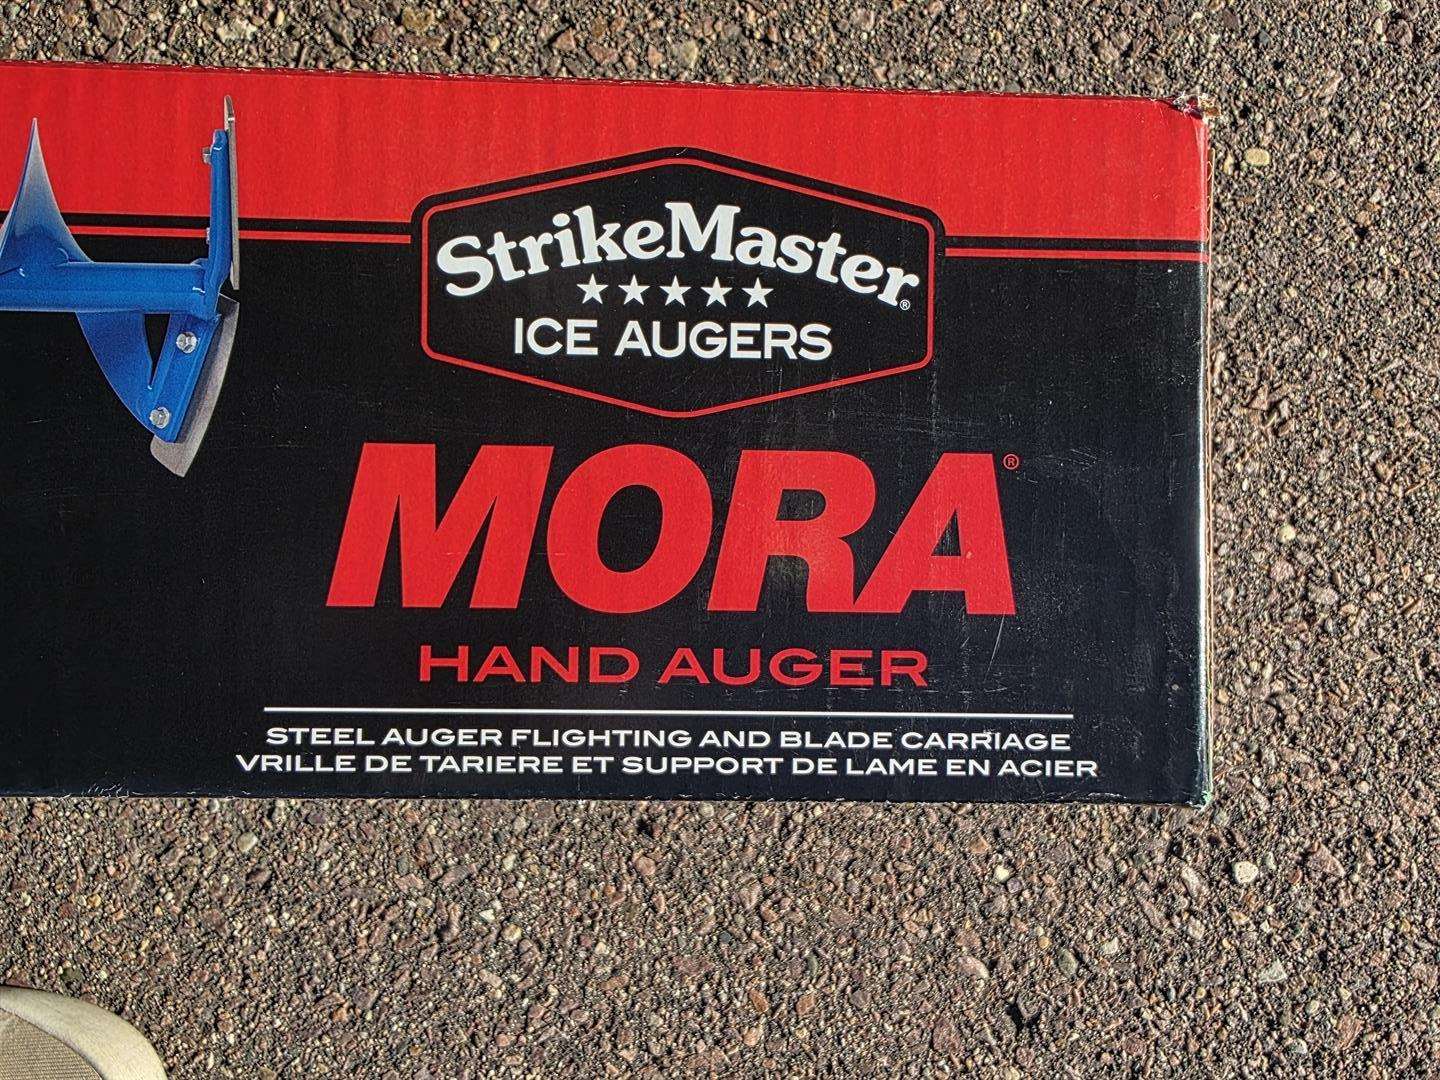 StrikeMaster®
ICE AUGERS
MORA®
HAND AUGER
STEEL AUGER FLIGHTING AND BLADE CARRIAGE
VRILLE DE TARIERE ET SUPPORT DE LAME EN ACIER